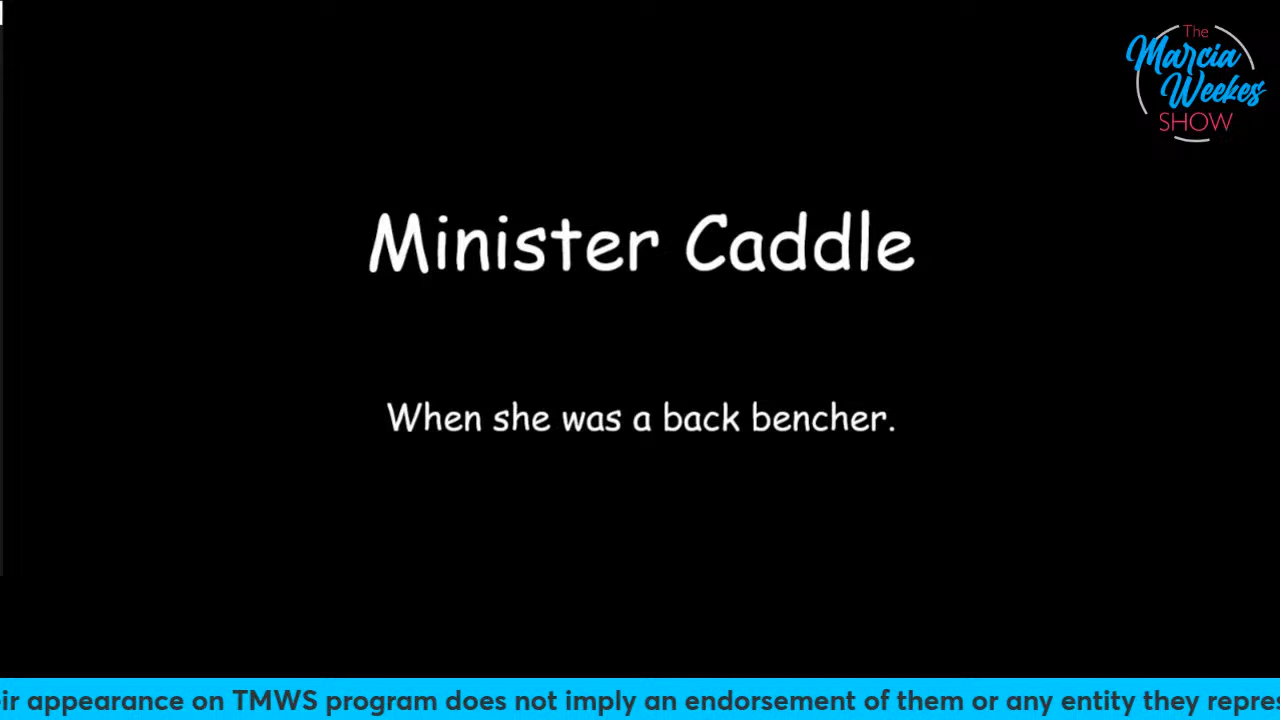 The
Marcia
Weekes
SHOW
Minister Caddle
When she was a back bencher.
eir appearance on TMWS program does not imply an endorsement of them or any entity they repres